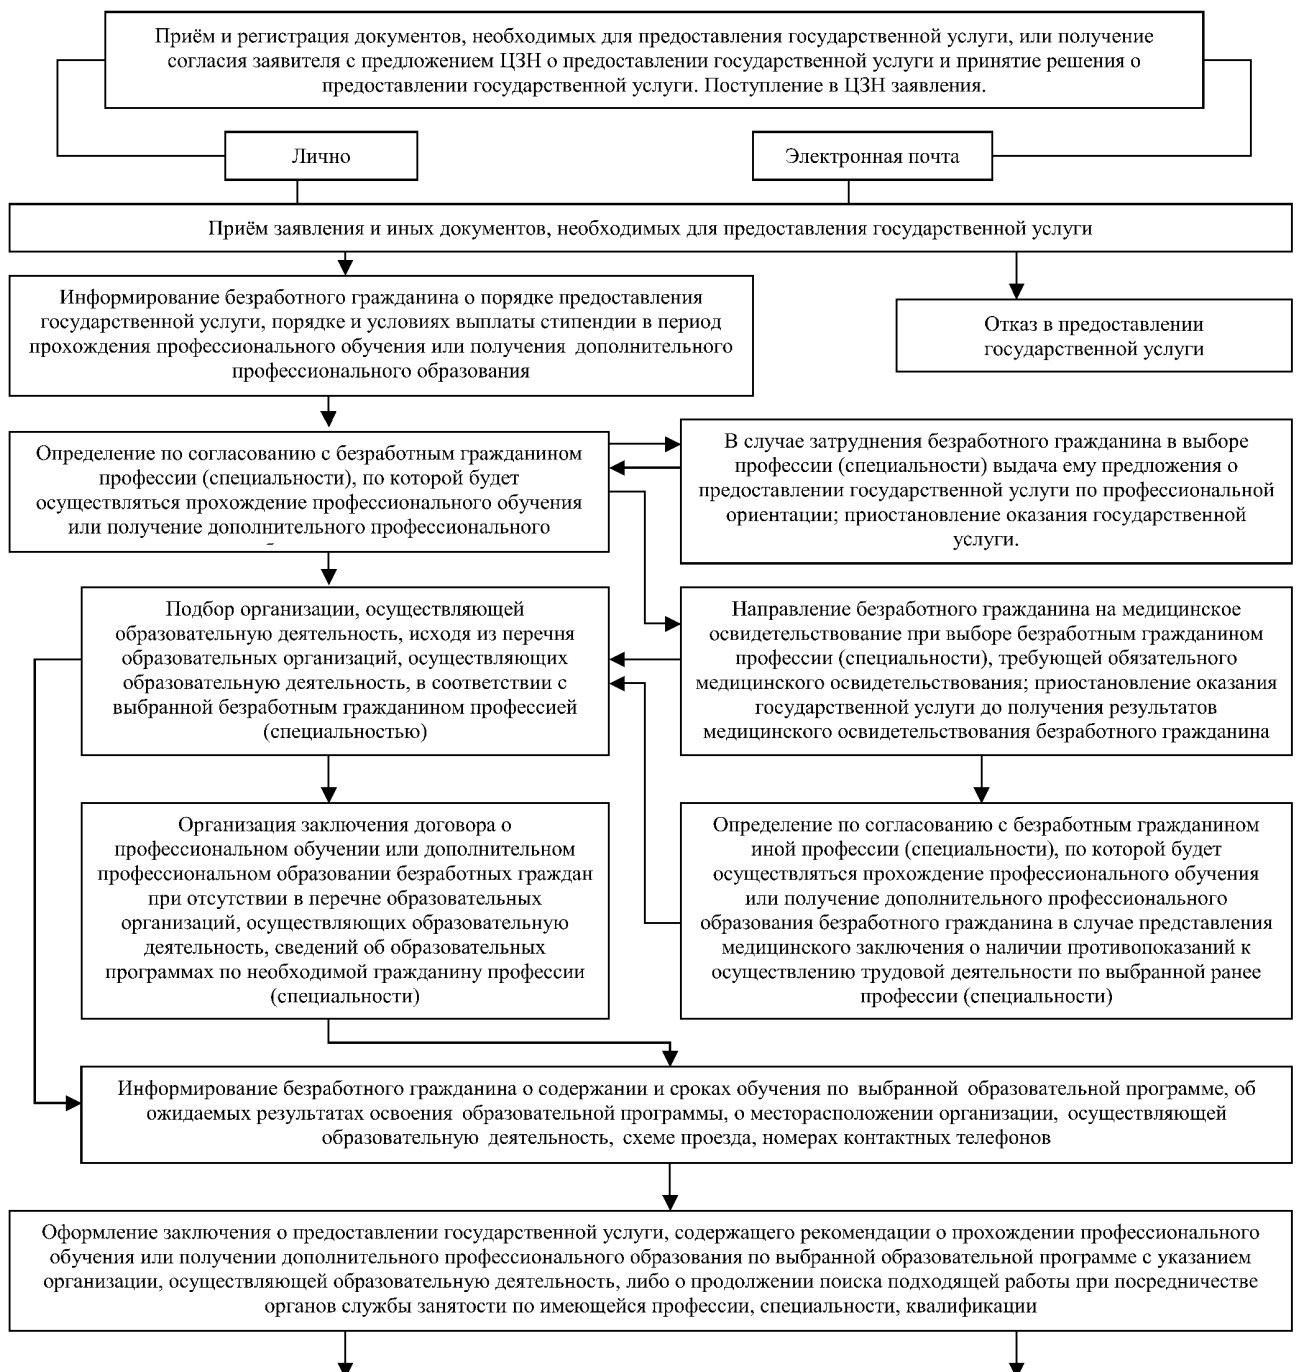 Приём и регистрация документов, необходимых для предоставления государственной услуги, или получение
согласия заявителя с предложением ЦЗН о предоставлении государственной услуги и принятие решения о
предоставлении государственной услуги. Поступление в ЦЗН заявления.
Лично
Электронная почта
Приём заявления и иных документов, необходимых для предоставления государственной услуги
Информирование безработного гражданина о порядке предоставления
государственной услуги, порядке и условиях выплаты стипендии в период
прохождения профессионального обучения или получения дополнительного
профессионального образования
Отказ в предоставлении
государственной услуги
Определение по согласованию с безработным гражданином
профессии (специальности), по которой будет
осуществляться прохождение профессионального обучения
или получение дополнительного профессионального
В случае затруднения безработного гражданина в выборе
профессии (специальности) выдача ему предложения о
предоставлении государственной услуги по профессиональной
ориентации; приостановление оказания государственной
услуги.
Подбор организации, осуществляющей
образовательную деятельность, исходя из перечня
образовательных организаций, осуществляющих
образовательную деятельность, в соответствии с
выбранной безработным гражданином профессией
(специальностью)
Направление безработного гражданина на медицинское
освидетельствование при выборе безработным гражданином
профессии (специальности), требующей обязательного
медицинского освидетельствования; приостановление оказания
государственной услуги до получения результатов
медицинского освидетельствования безработного гражданина
Организация заключения договора о
профессиональном обучении или дополнительном
профессиональном образовании безработных граждан
при отсутствии в перечне образовательных
организаций, осуществляющих образовательную
деятельность, сведений об образовательных
программах по необходимой гражданину профессии
(специальности)
Определение по согласованию с безработным гражданином
иной профессии (специальности), по которой будет
осуществляться прохождение профессионального обучения
или получение дополнительного профессионального
образования безработного гражданина в случае представления
медицинского заключения о наличии противопоказаний к
осуществлению трудовой деятельности по выбранной ранее
профессии (специальности)
Информирование безработного гражданина о содержании и сроках обучения по выбранной образовательной программе, об
ожидаемых результатах освоения образовательной программы, о месторасположении организации, осуществляющей
образовательную деятельность, схеме проезда, номерах контактных телефонов
Оформление заключения о предоставлении государственной услуги, содержащего рекомендации о прохождении профессионального
обучения или получении дополнительного профессионального образования по выбранной образовательной программе с указанием
организации, осуществляющей образовательную деятельность, либо о продолжении поиска подходящей работы при посредничестве
органов службы занятости по имеющейся профессии, специальности, квалификации